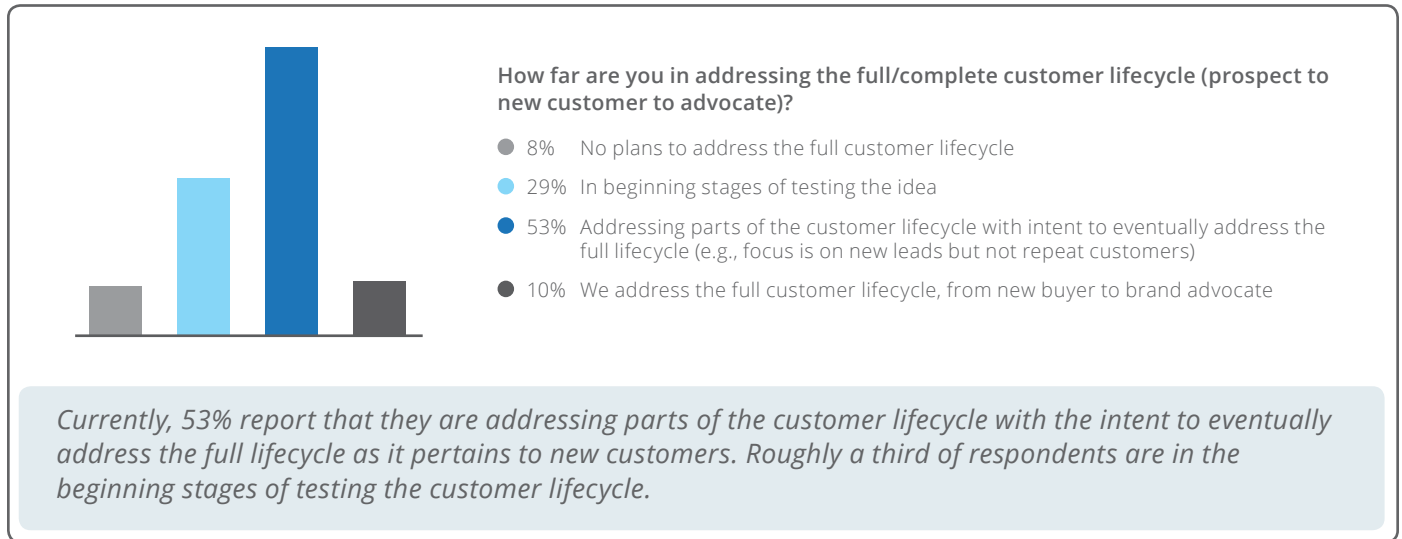 How far are you in addressing the full/complete customer lifecycle (prospect to
new customer to advocate)?
8% No plans to address the full customer lifecycle
29% In beginning stages of testing the idea
53% Addressing parts of the customer lifecycle with intent to eventually address the
full lifecycle (e.g., focus is on new leads but not repeat customers)
10% We address the full customer lifecycle, from new buyer to brand advocate
Currently, 53% report that they are addressing parts of the customer lifecycle with the intent to eventually
address the full lifecycle as it pertains to new customers. Roughly a third of respondents are in the
beginning stages of testing the customer lifecycle.